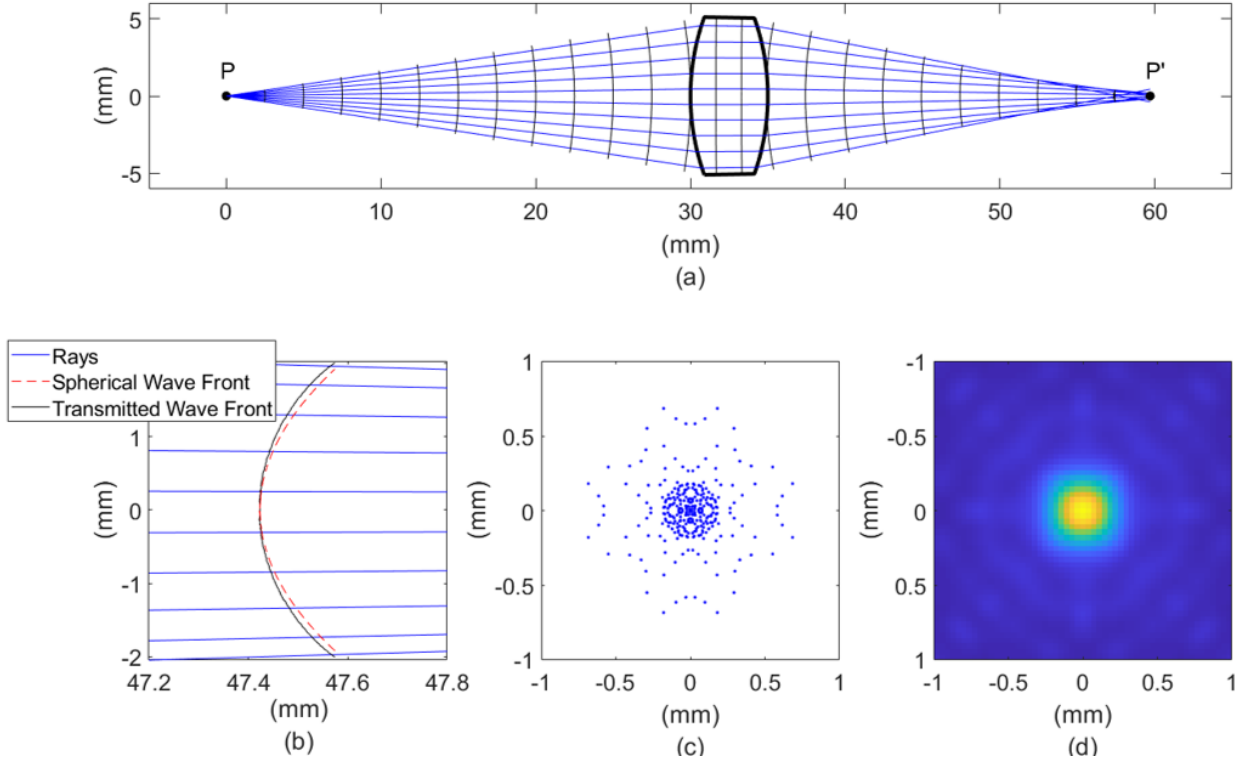 5
0
-5
(mm)
P
P'
0 10 20 30 40 50 60
(mm)
(a)
Rays
Spherical Wave Front
Transmitted Wave Front
1
0
-1
-2
(mm)
47.2 47.4 47.6 47.8
(mm)
(b)
1
0.5
0
-0.5
-1
(mm)
-1 -0.5 0 0.5 1
(mm)
(c)
-1
-0.5
0
0.5
1
(mm)
-1 -0.5 0 0.5 1
(mm)
(d)